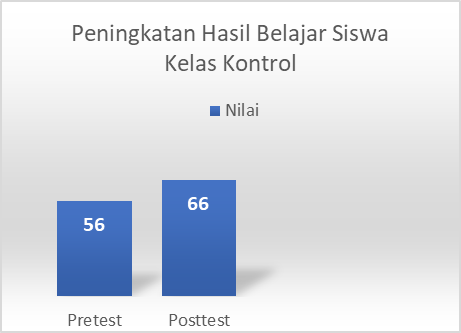 Peningkatan Hasil Belajar Siswa
Kelas Kontrol
Nilai
56
66
Pretest
Posttest